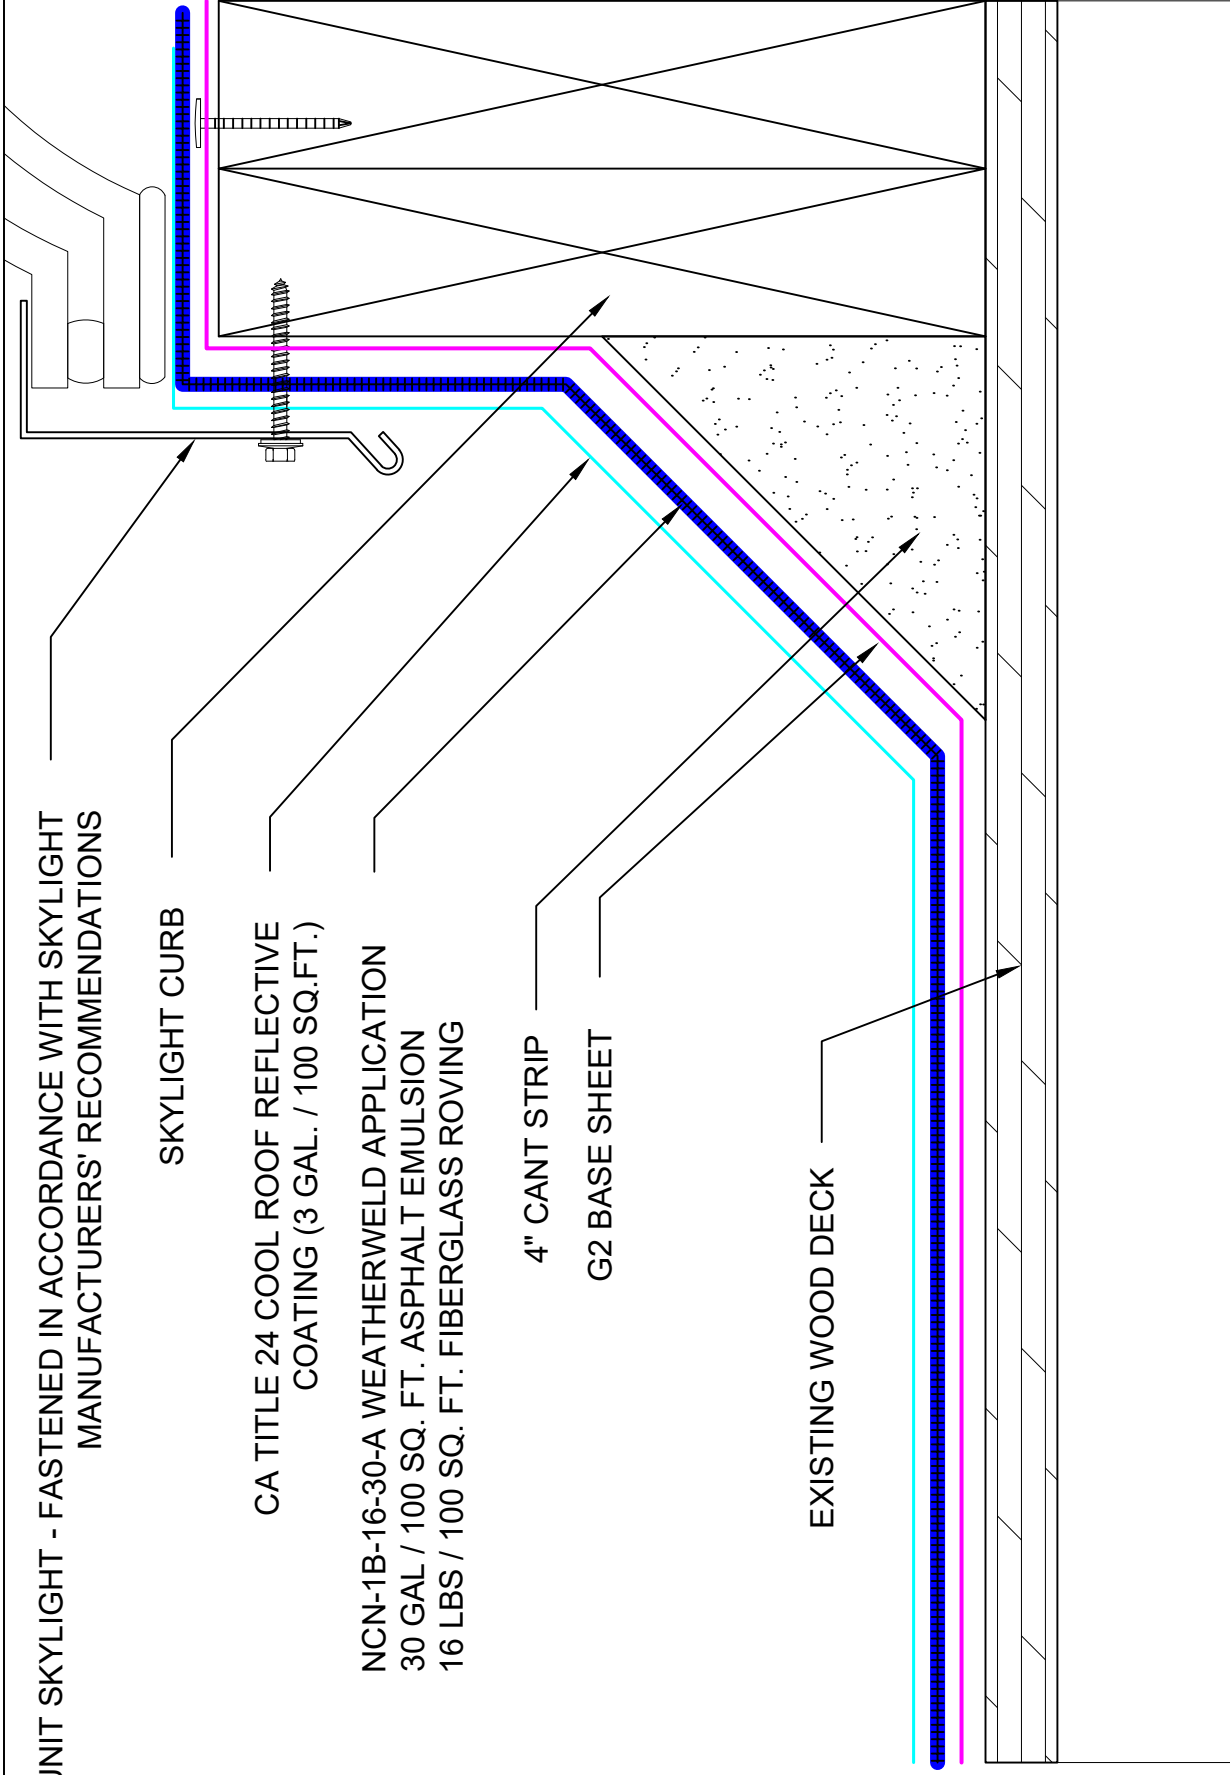 UNIT SKYLIGHT - FASTENED IN ACCORDANCE WITH SKYLIGHT
MANUFACTURERS' RECOMMENDATIONS
SKYLIGHT CURB
CA TITLE 24 COOL ROOF REFLECTIVE
COATING (3 GAL. / 100 SQ.FT.)
NCN-1B-16-30-A WEATHERWELD APPLICATION
30 GAL / 100 SQ. FT. ASPHALT EMULSION
16 LBS / 100 SQ. FT. FIBERGLASS ROVING
4" CANT STRIP
G2 BASE SHEET
EXISTING WOOD DECK